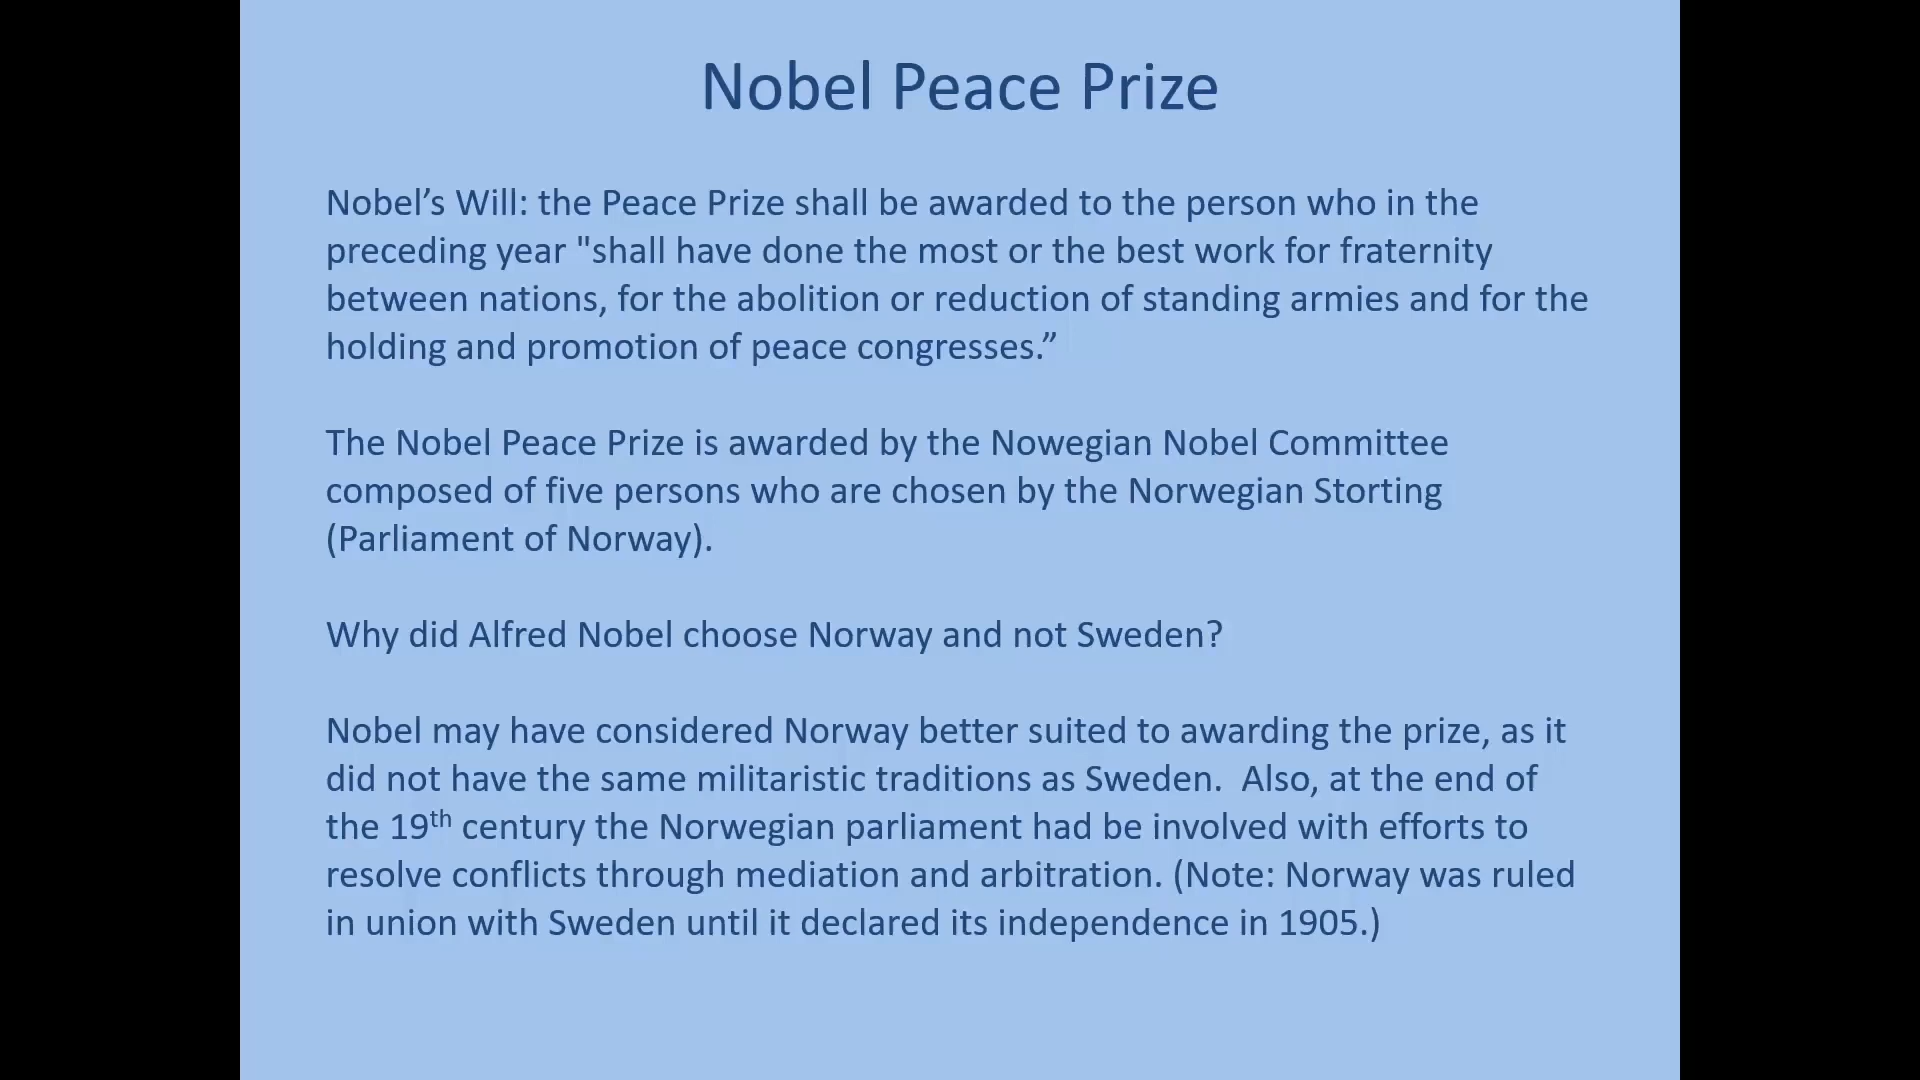 Nobel Peace Prize
Nobel’s Will: the Peace Prize shall be awarded to the person who in the
preceding year "shall have done the most or the best work for fraternity
between nations, for the abolition or reduction of standing armies and for the
holding and promotion of peace congresses.”
The Nobel Peace Prize is awarded by the Nowegian Nobel Committee
composed of five persons who are chosen by the Norwegian Storting
(Parliament of Norway).
Why did Alfred Nobel choose Norway and not Sweden?
Nobel may have considered Norway better suited to awarding the prize, as it
did not have the same militaristic traditions as Sweden.  Also, at the end of
the 19th century the Norwegian parliament had be involved with efforts to
resolve conflicts through mediation and arbitration. (Note: Norway was ruled
in union with Sweden until it declared its independence in 1905.)